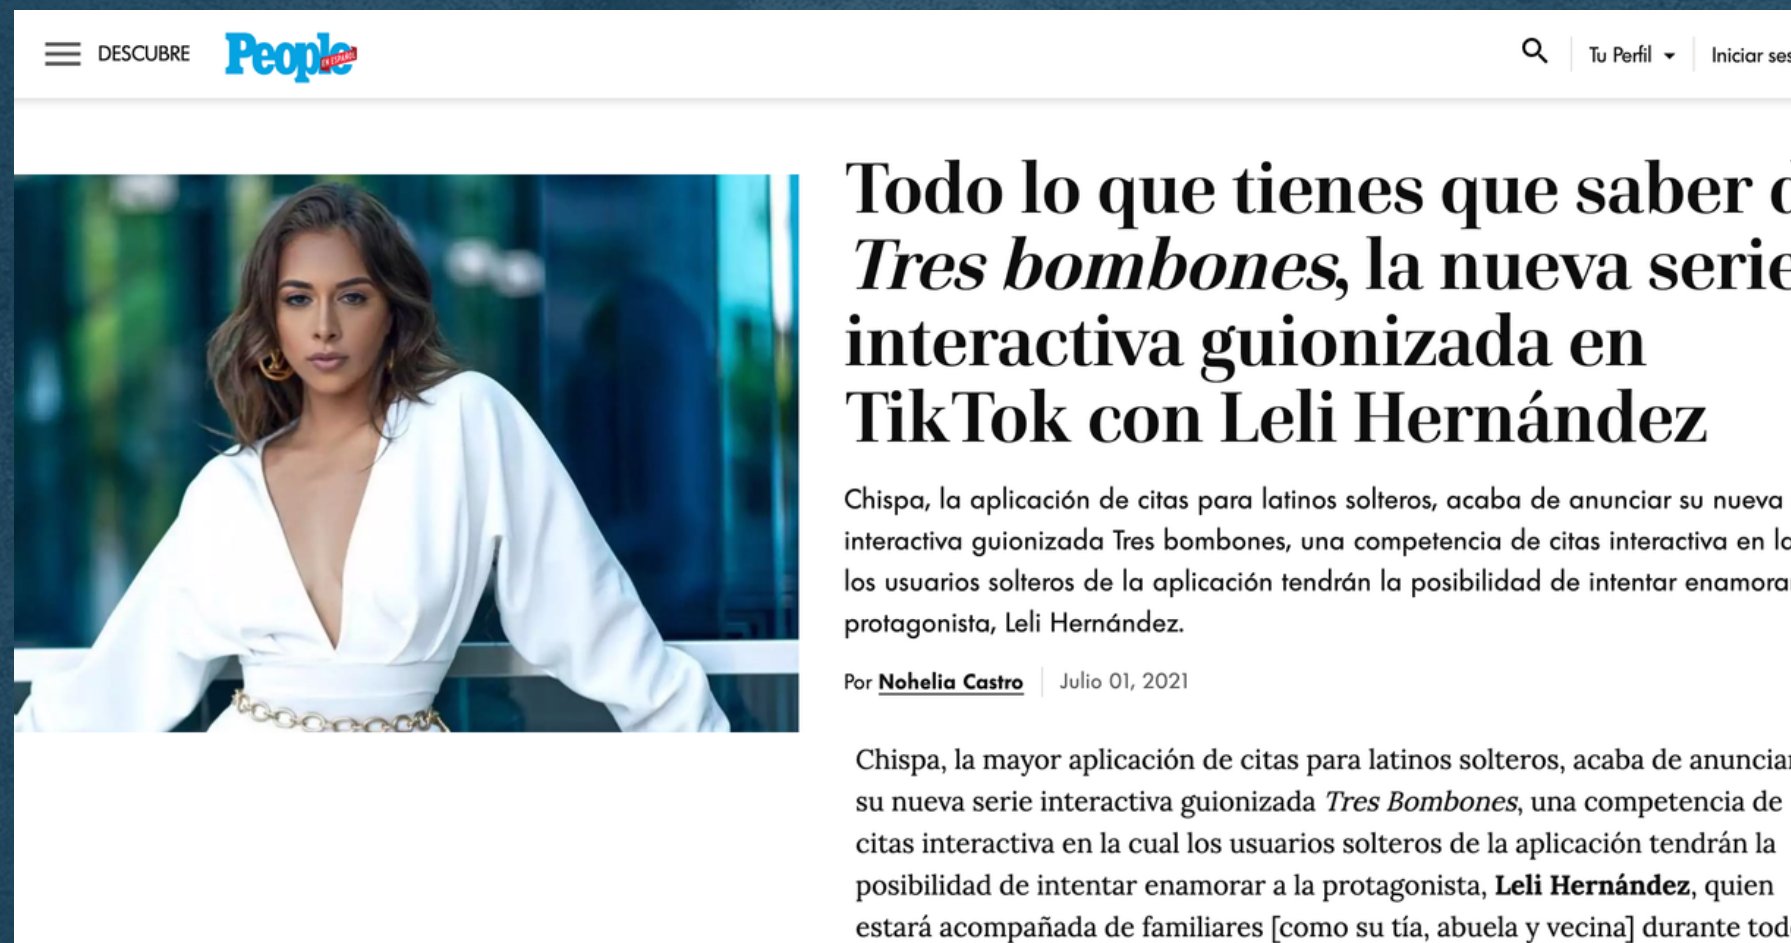 DESCUBRE
People
EN ESPAÑOL
Tu Perfil
Iniciar ses
Todo lo que tienes que saber d
Tres bombones, la nueva serie
interactiva guionizada en
TikTok con Leli Hernández
Chispa, la aplicación de citas para latinos solteros, acaba de anunciar su nueva
interactiva guionizada Tres bombones, una competencia de citas interactiva en la
los usuarios solteros de la aplicación tendrán la posibilidad de intentar enamorar
protagonista, Leli Hernández.
Por Nohelia Castro
Julio 01, 2021
Chispa, la mayor aplicación de citas para latinos solteros, acaba de anunciar
su nueva serie interactiva guionizada Tres Bombones, una competencia de
citas interactiva en la cual los usuarios solteros de la aplicación tendrán la
posibilidad de intentar enamorar a la protagonista, Leli Hernández, quien
estará acompañada de familiares [como su tía, abuela y vecina] durante tod